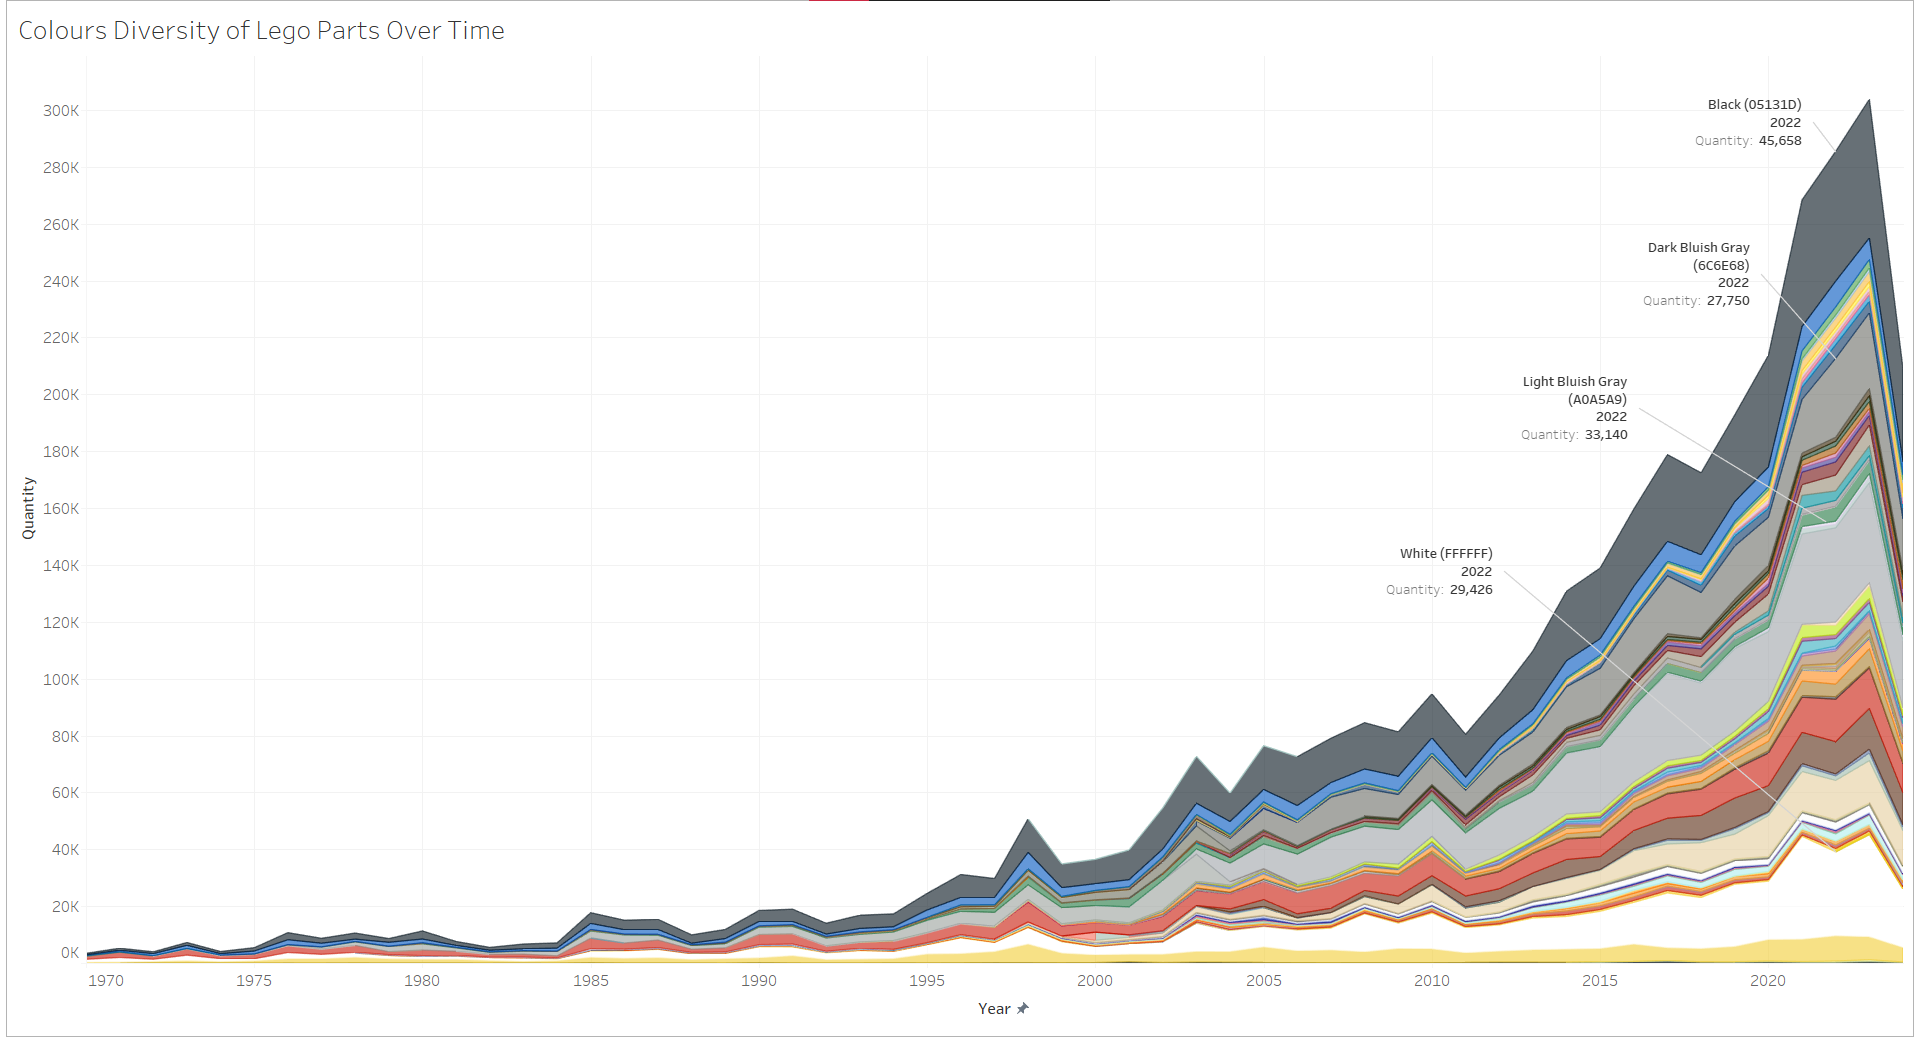 Colours Diversity of Lego Parts Over Time
300K
280K
260K
240K
220K
200K
180K
160K
140K
120K
100K
80K
60K
40K
20K
0K
Quantity
Black (05131D)
2022
Quantity: 45,658
Dark Bluish Gray
(6C6E68)
2022
Quantity: 27,750
Light Bluish Gray
(A0A5A9)
2022
Quantity: 33,140
White (FFFFFF)
2022
Quantity: 29,426
1970 1975 1980 1985 1990 1995 2000 2005 2010 2015 2020
Year